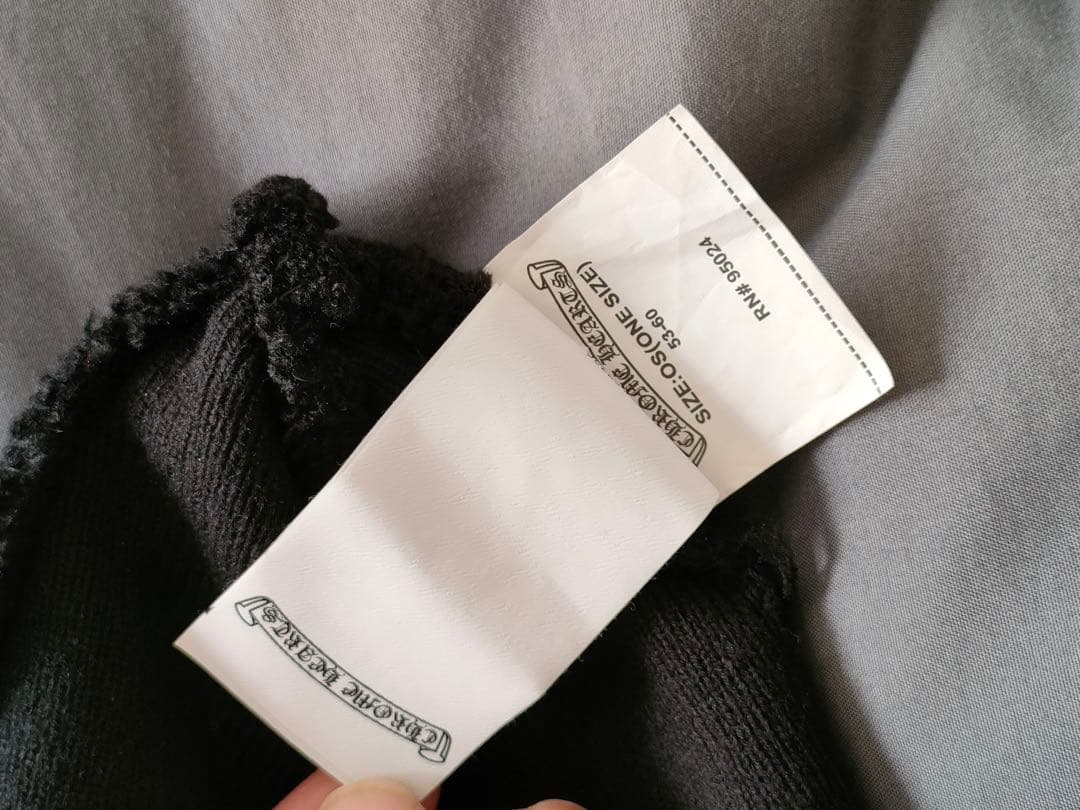 RN# 95024
CHROME HEARTS
SIZE:OS(ONE SIZE)
53-60
CHROME HEARTS